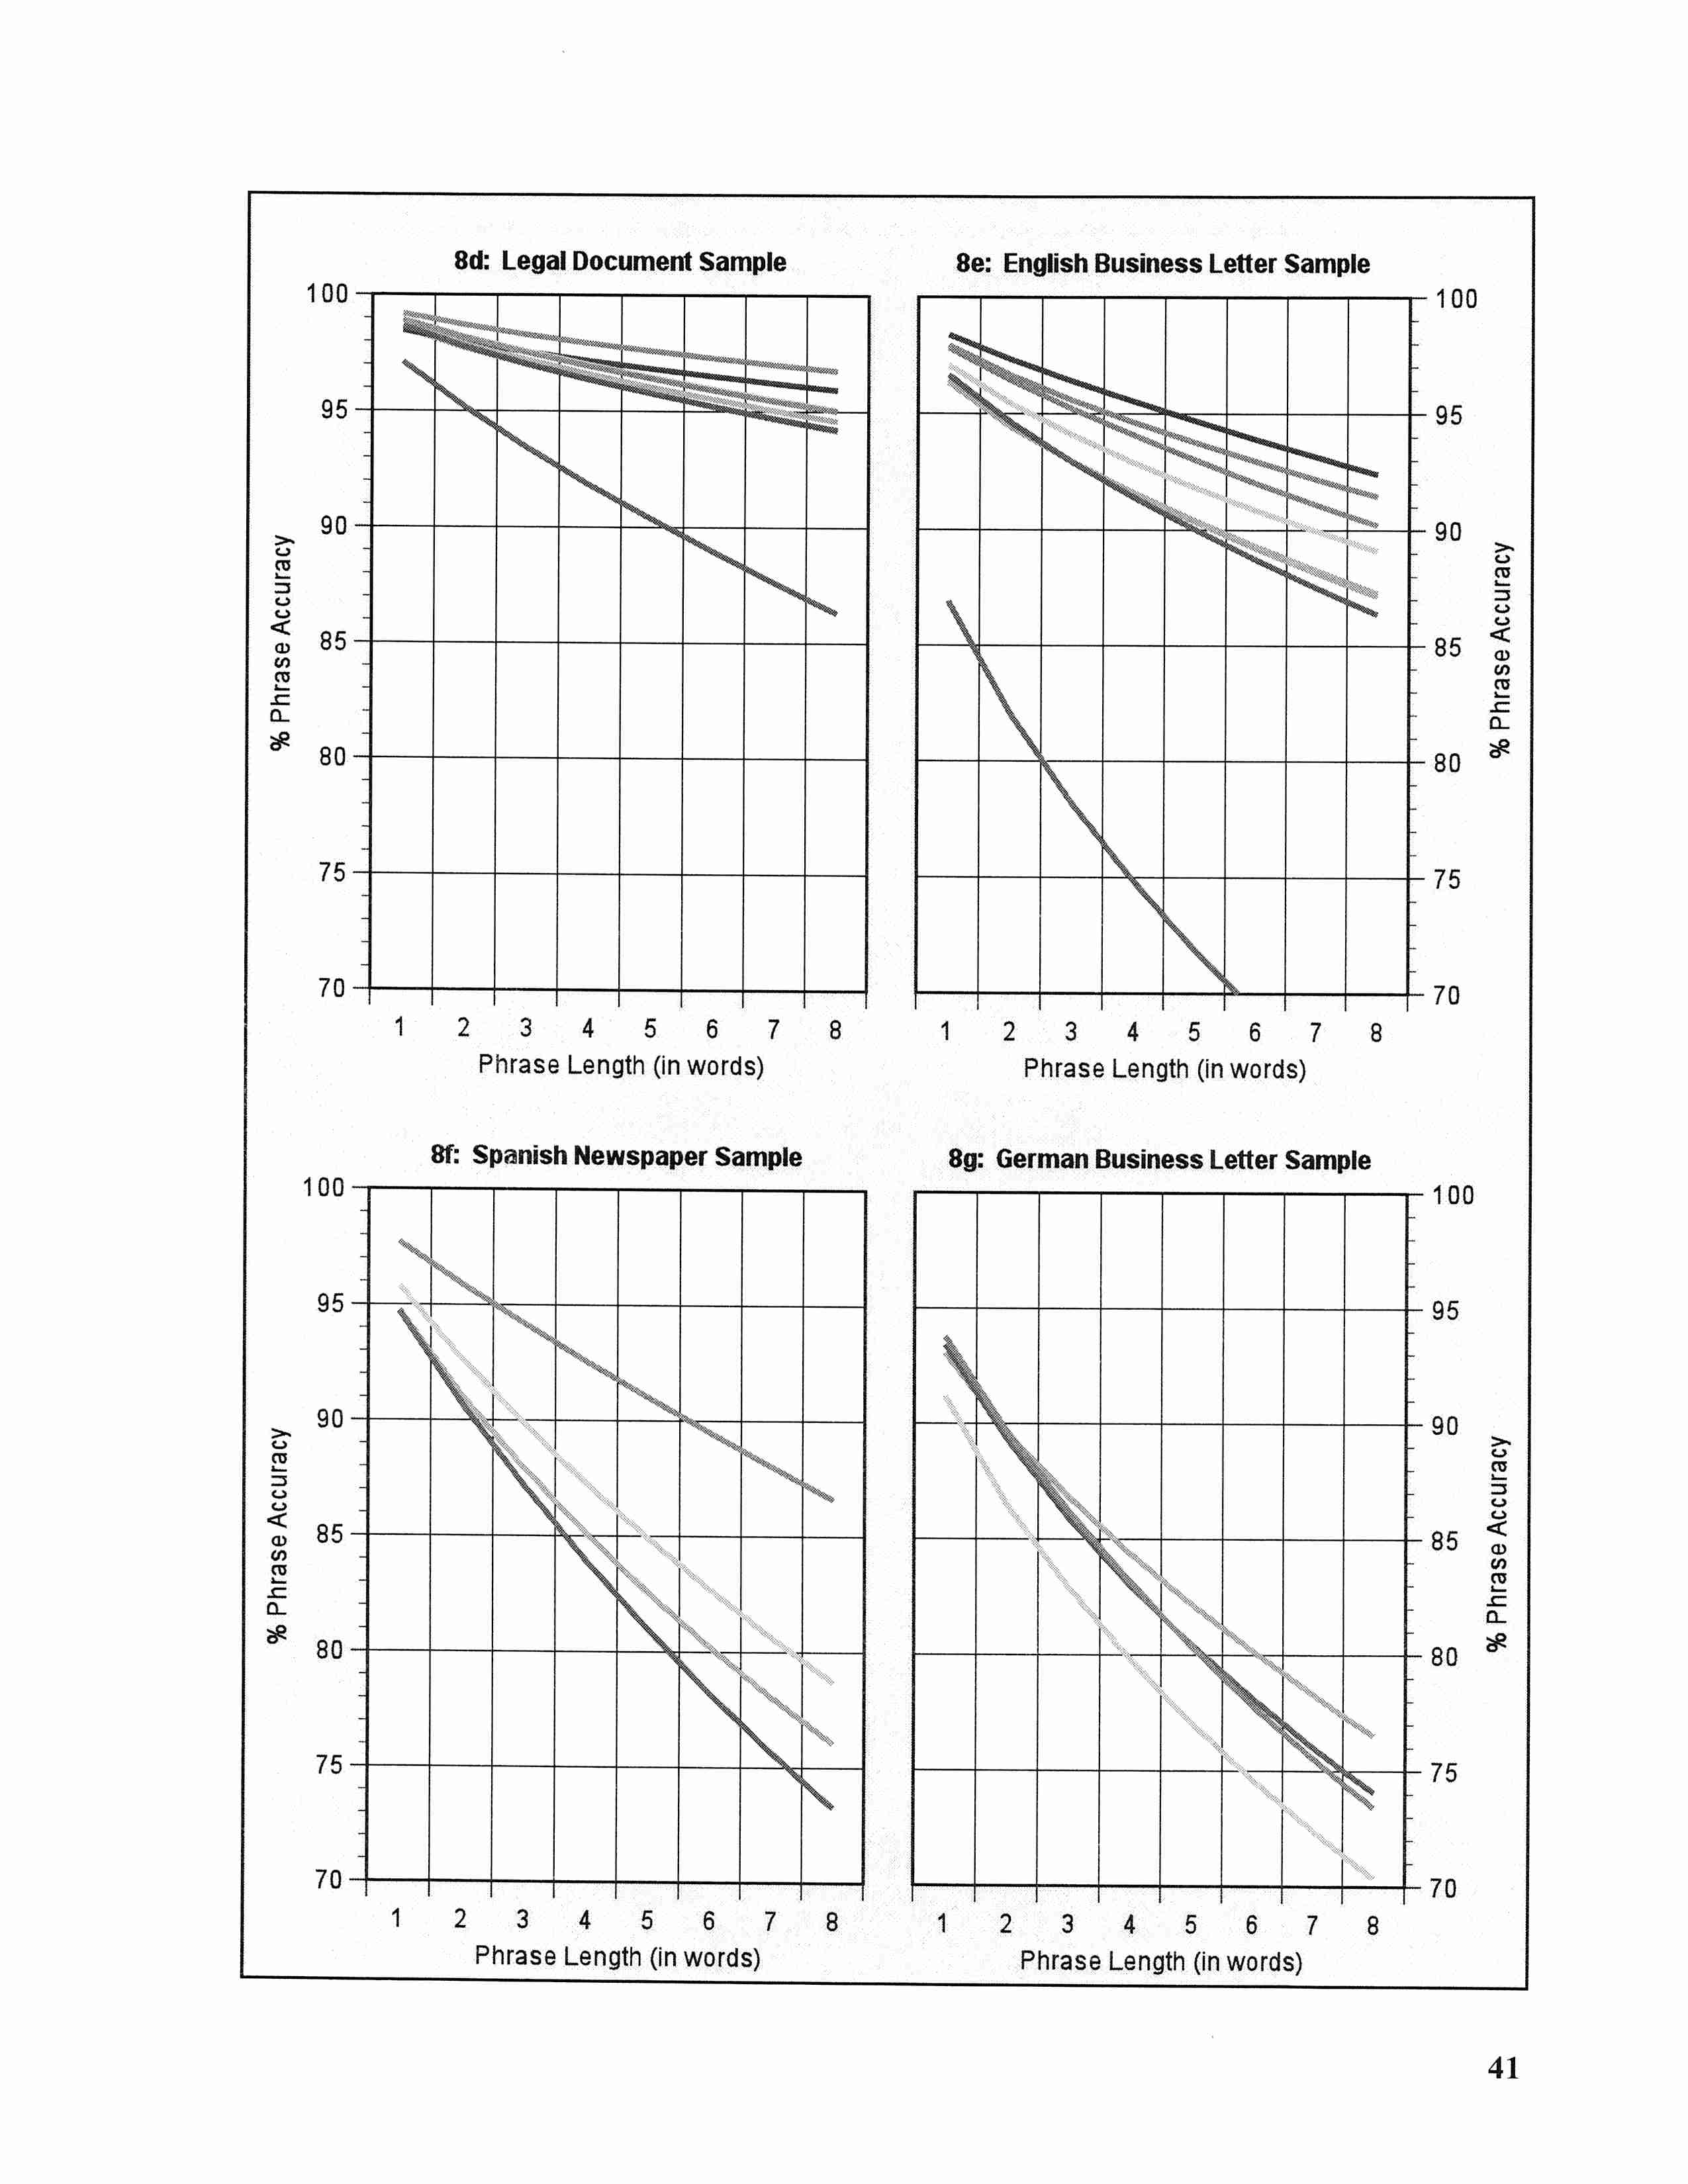 8d: Legal Document Sample
100
95
90
85
80
75
70
% Phrase Accuracy
1 2 3 4 5 6 7 8
Phrase Length (in words)
8e: English Business Letter Sample
100
95
90
85
80
75
70
% Phrase Accuracy
1 2 3 4 5 6 7 8
Phrase Length (in words)
8f: Spanish Newspaper Sample
100
95
90
85
80
75
70
% Phrase Accuracy
1 2 3 4 5 6 7 8
Phrase Length (in words)
8g: German Business Letter Sample
100
95
90
85
80
75
70
% Phrase Accuracy
1 2 3 4 5 6 7 8
Phrase Length (in words)
41